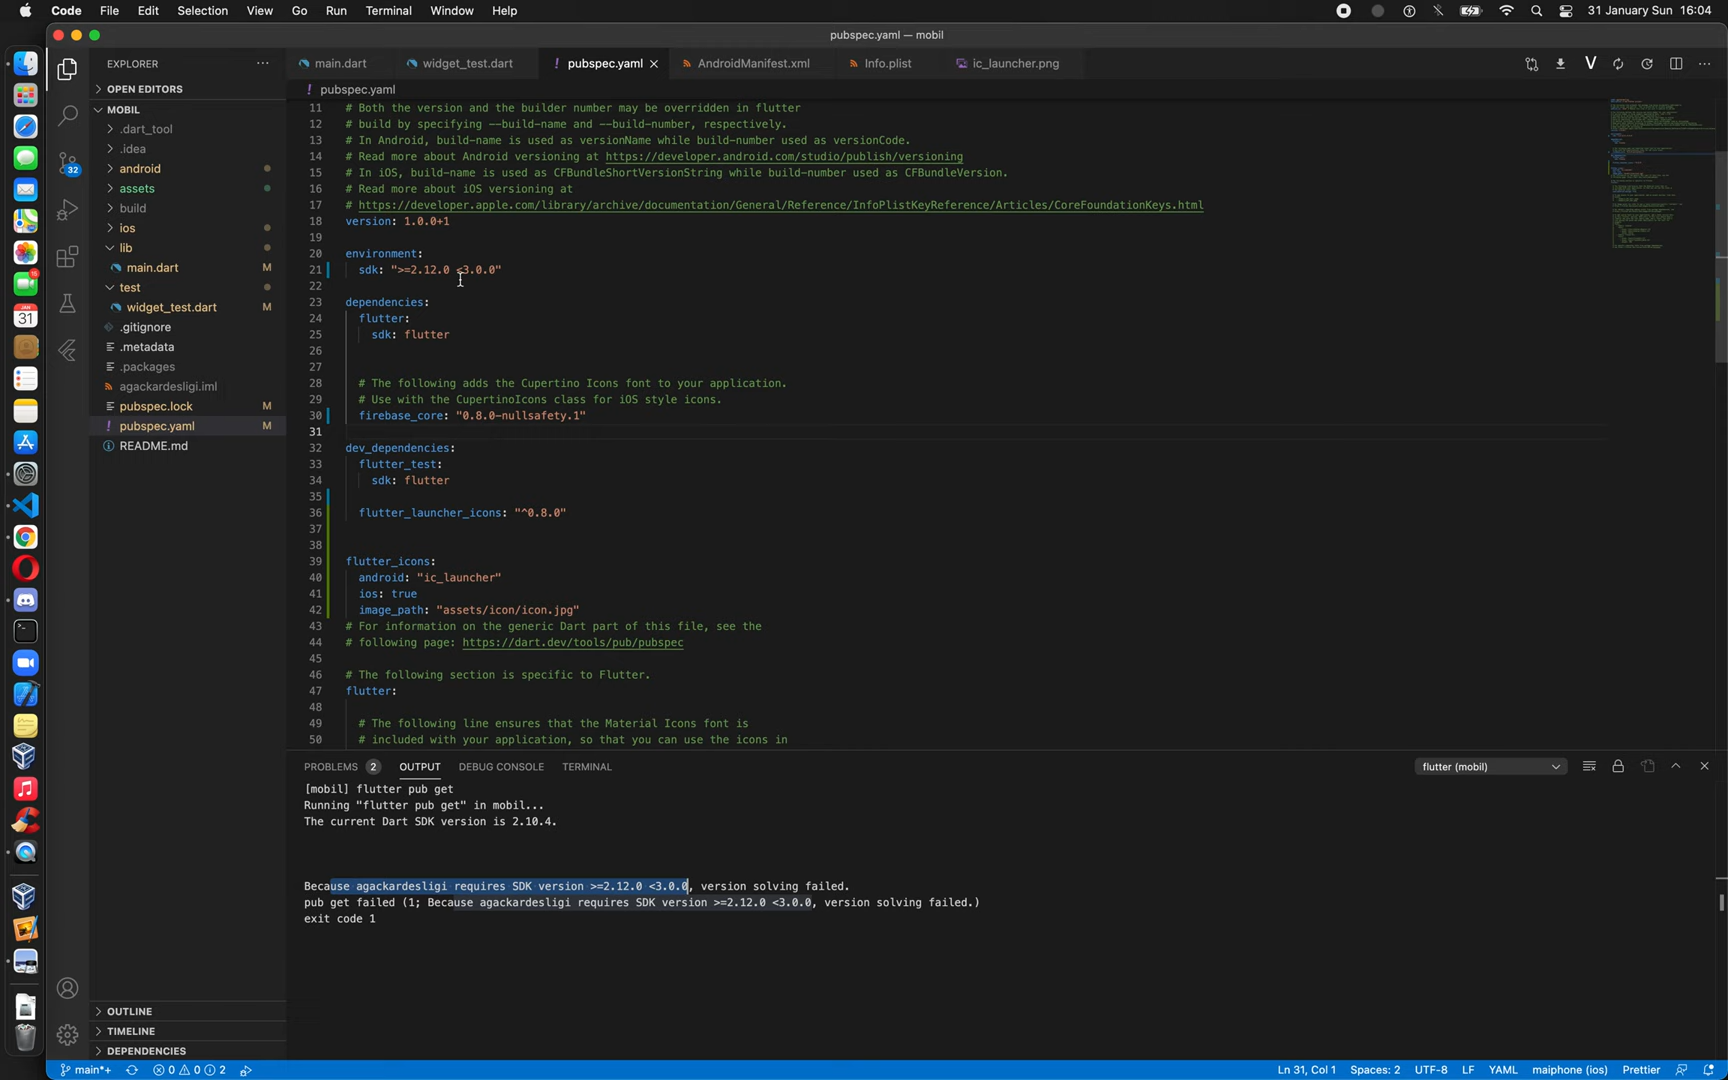 Code File Edit Selection View Go Run Terminal Window Help 31 January Sun 16:04
pubspec.yaml — mobil
EXPLORER
main.dart widget_test.dart ! pubspec.yaml AndroidManifest.xml Info.plist ic_launcher.png
OPEN EDITORS
MOBIL
.dart_tool
.idea
android
assets
build
ios
lib
main.dart M
test
widget_test.dart M
.gitignore
.metadata
.packages
agackardesligi.iml
pubspec.lock M
! pubspec.yaml M
README.md
OUTLINE
TIMELINE
DEPENDENCIES
32
15
JAN
31
! pubspec.yaml
11 # Both the version and the builder number may be overridden in flutter
12 # build by specifying --build-name and --build-number, respectively.
13 # In Android, build-name is used as versionName while build-number used as versionCode.
14 # Read more about Android versioning at https://developer.android.com/studio/publish/versioning
15 # In iOS, build-name is used as CFBundleShortVersionString while build-number used as CFBundleVersion.
16 # Read more about iOS versioning at
17 # https://developer.apple.com/library/archive/documentation/General/Reference/InfoPlistKeyReference/Articles/CoreFoundationKeys.html
18 version: 1.0.0+1
19
20 environment:
21 sdk: ">=2.12.0 <3.0.0"
22
23 dependencies:
24 flutter:
25 sdk: flutter
26
27
28 # The following adds the Cupertino Icons font to your application.
29 # Use with the CupertinoIcons class for iOS style icons.
30 firebase_core: "0.8.0-nullsafety.1"
31
32 dev_dependencies:
33 flutter_test:
34 sdk: flutter
35
36 flutter_launcher_icons: "^0.8.0"
37
38
39 flutter_icons:
40 android: "ic_launcher"
41 ios: true
42 image_path: "assets/icon/icon.jpg"
43 # For information on the generic Dart part of this file, see the
44 # following page: https://dart.dev/tools/pub/pubspec
45
46 # The following section is specific to Flutter.
47 flutter:
48
49 # The following line ensures that the Material Icons font is
50 # included with your application, so that you can use the icons in
PROBLEMS 2 OUTPUT DEBUG CONSOLE TERMINAL flutter (mobil)
[mobil] flutter pub get
Running "flutter pub get" in mobil...
The current Dart SDK version is 2.10.4.
Because agackardesligi requires SDK version >=2.12.0 <3.0.0, version solving failed.
pub get failed (1; Because agackardesligi requires SDK version >=2.12.0 <3.0.0, version solving failed.)
exit code 1
main*+ 0 0 2 Ln 31, Col 1 Spaces: 2 UTF-8 LF YAML maiphone (ios) Prettier